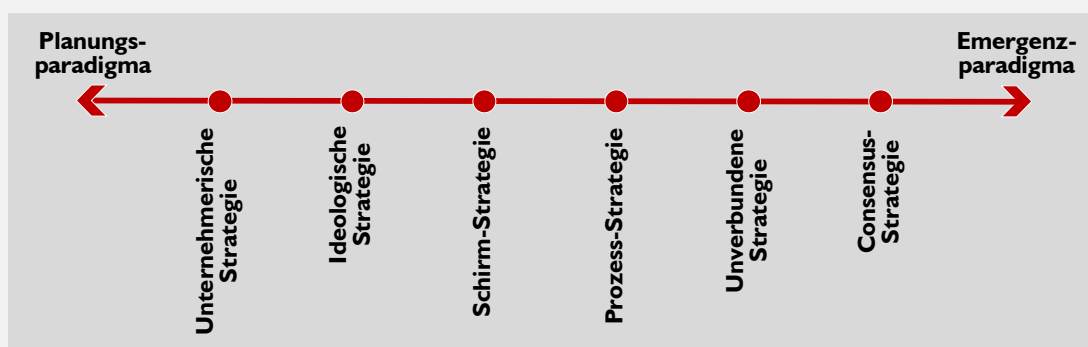 Planungs-
paradigma
Emergenz-
paradigma
Unternehmerische
Strategie
Ideologische
Strategie
Schirm-Strategie
Prozess-Strategie
Unverbundene
Strategie
Consensus-
Strategie